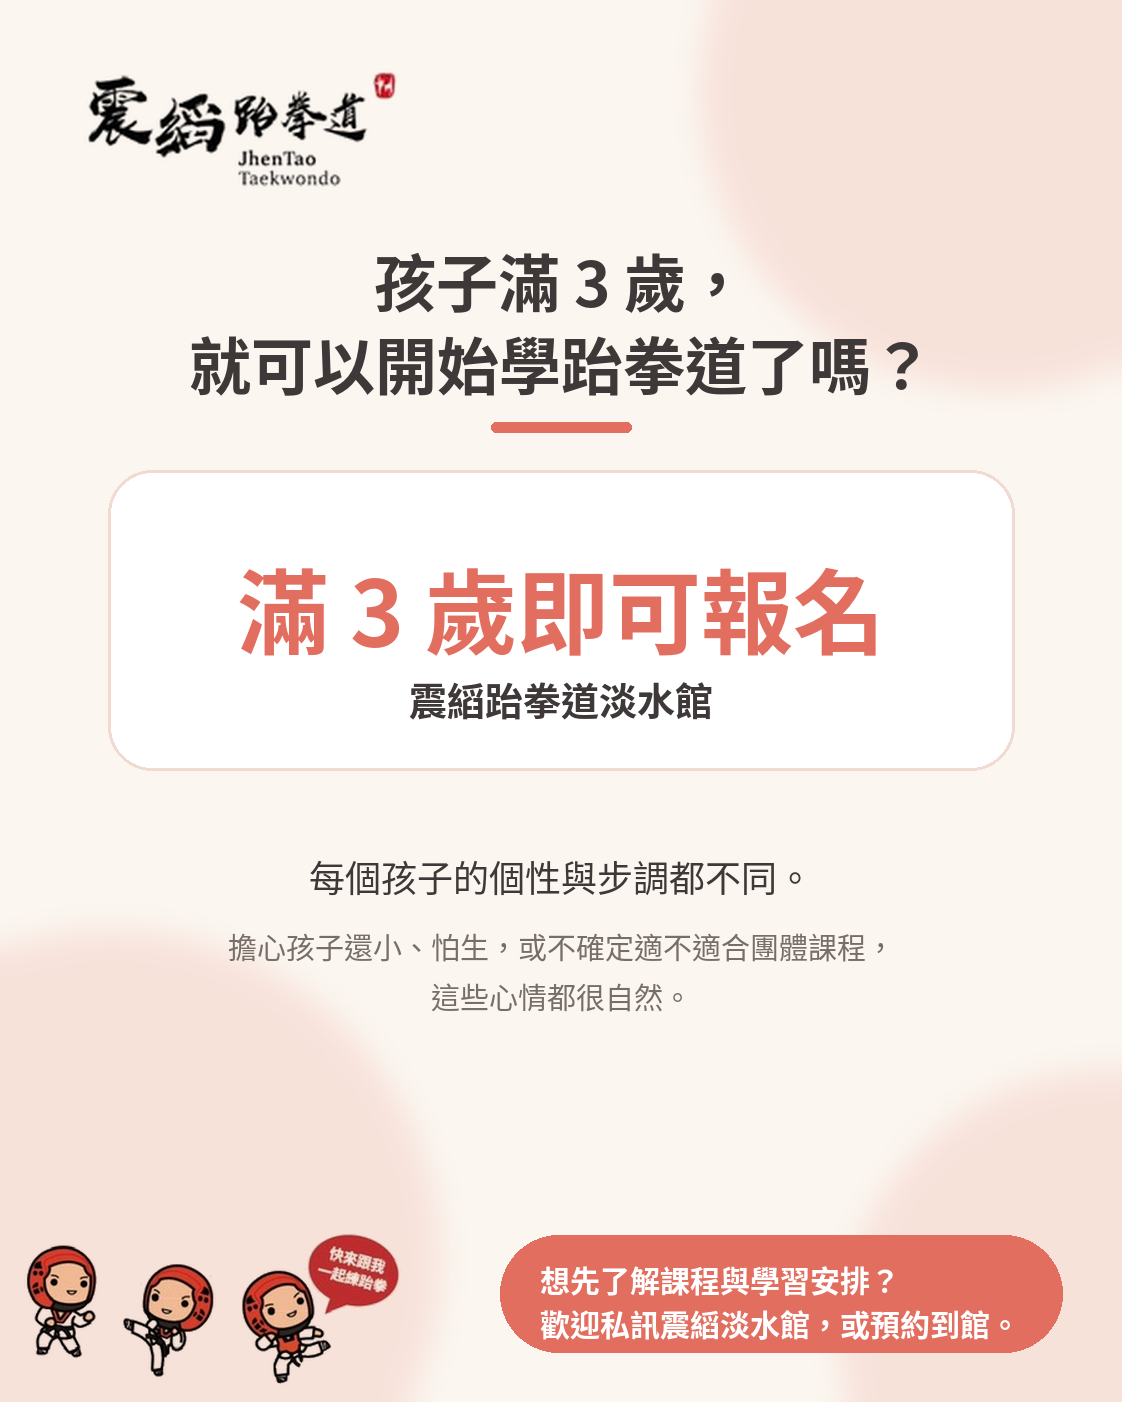 震縚跆拳道
JhenTao
Taekwondo
孩子滿 3 歲，
就可以開始學跆拳道了嗎？
滿 3 歲即可報名
震縚跆拳道淡水館
每個孩子的個性與步調都不同。
擔心孩子還小、怕生，或不確定適不適合團體課程，
這些心情都很自然。
快來跟我
一起練跆拳
想先了解課程與學習安排？
歡迎私訊震縚淡水館，或預約到館。